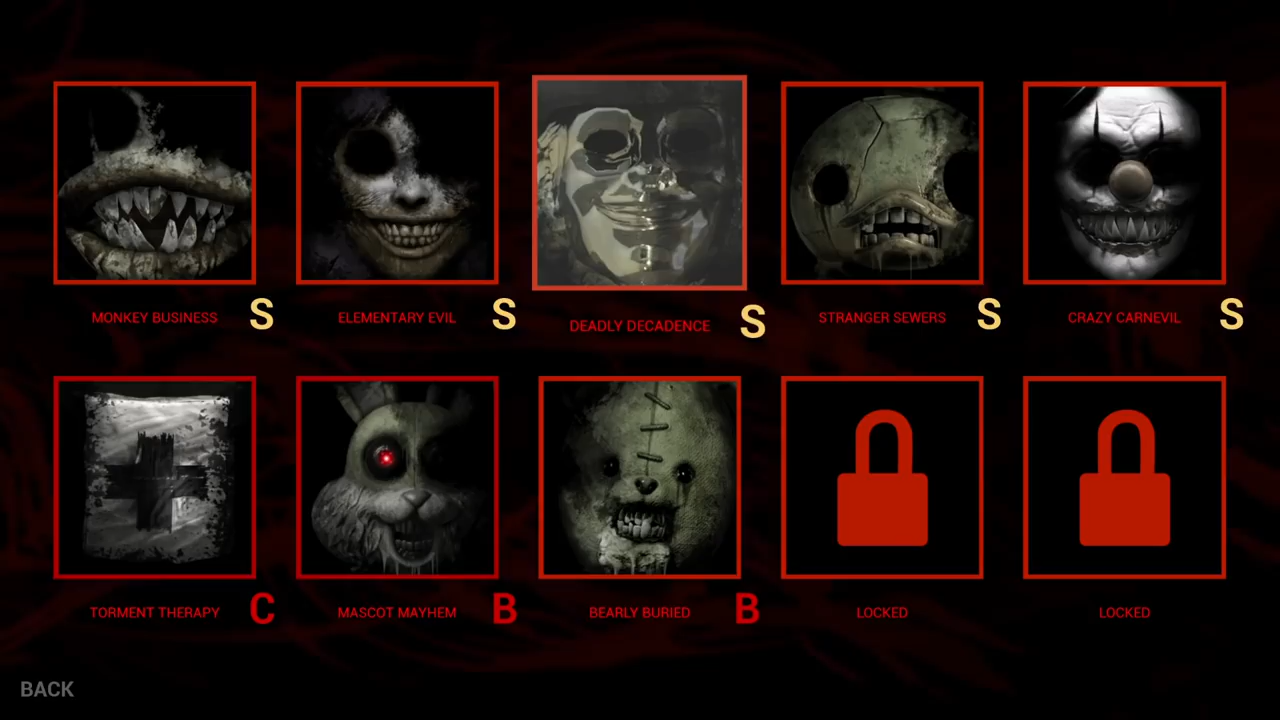 MONKEY BUSINESS S
ELEMENTARY EVIL S
DEADLY DECADENCE S
STRANGER SEWERS S
CRAZY CARNEVIL S
TORMENT THERAPY C
MASCOT MAYHEM B
BEARLY BURIED B
LOCKED
LOCKED
BACK